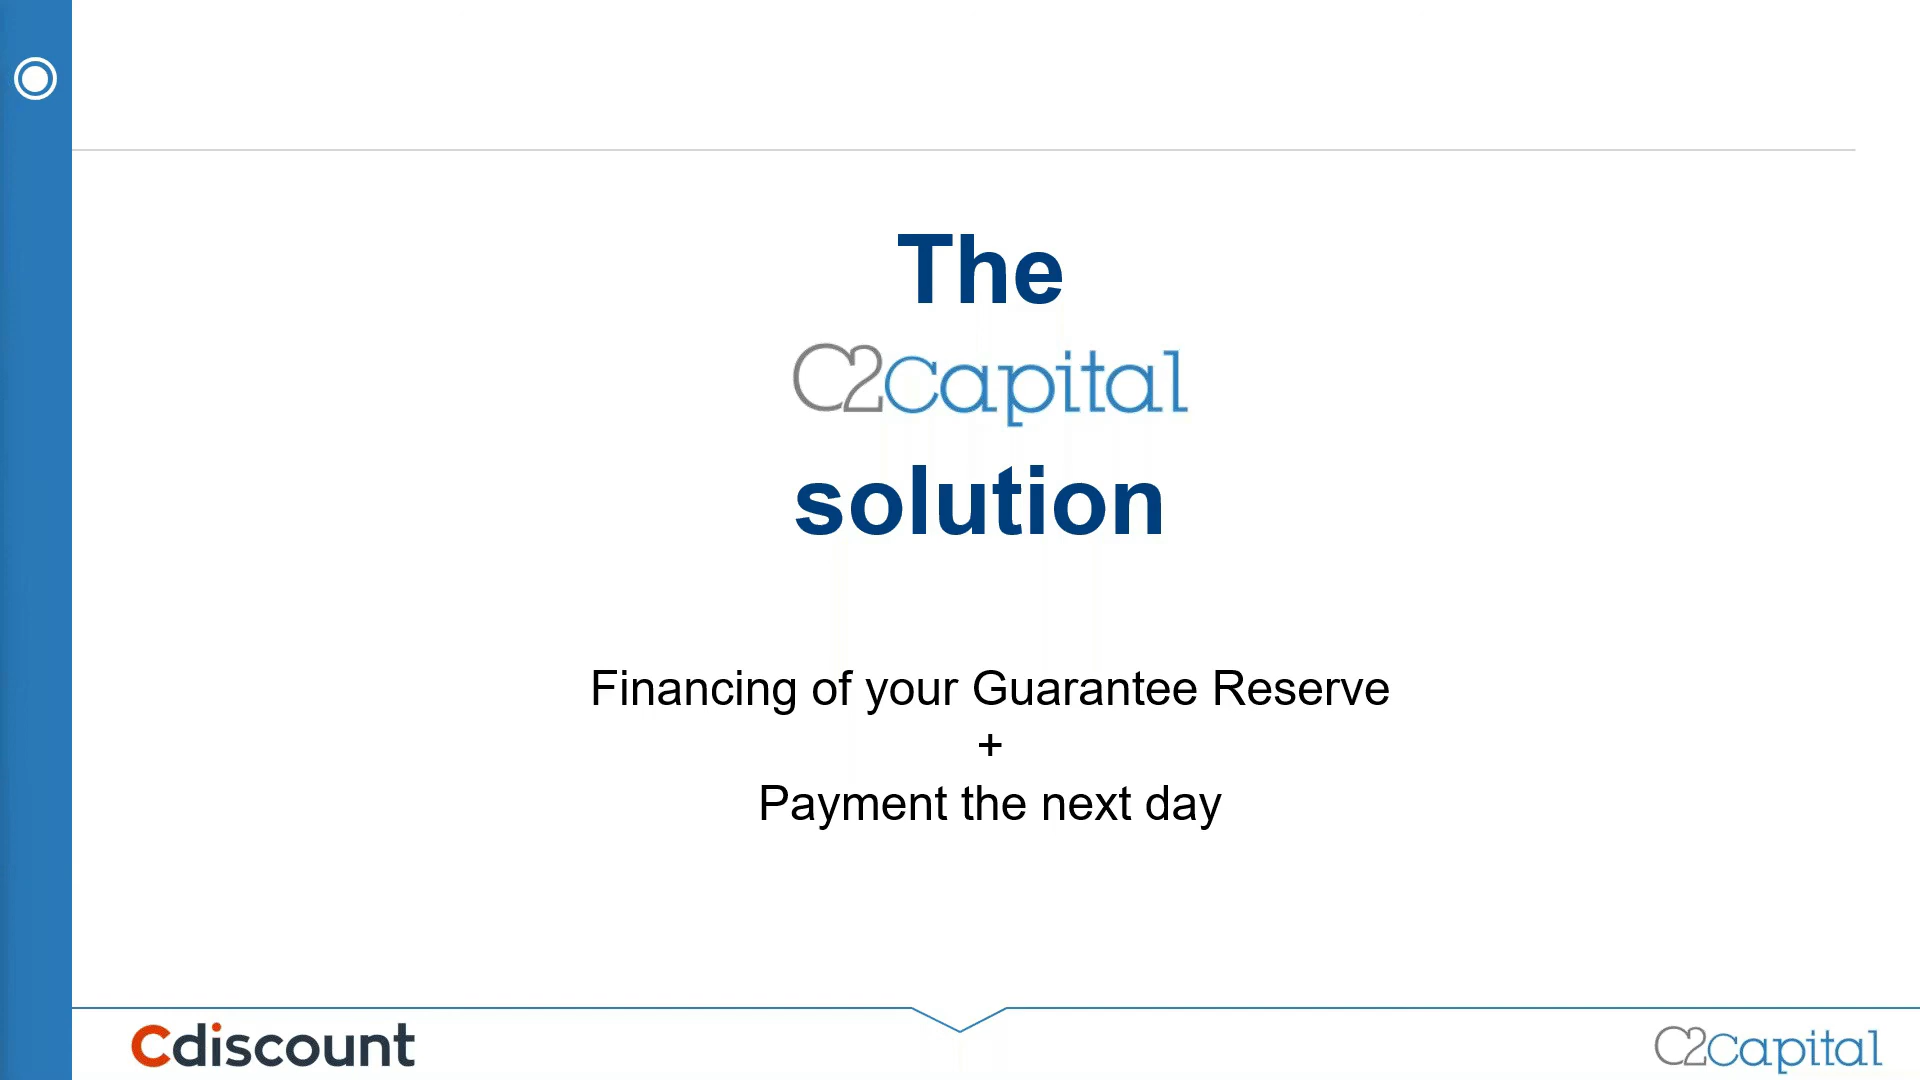 The
C2Capital
solution
Financing of your Guarantee Reserve
+
Payment the next day
Cdiscount
C2Capital